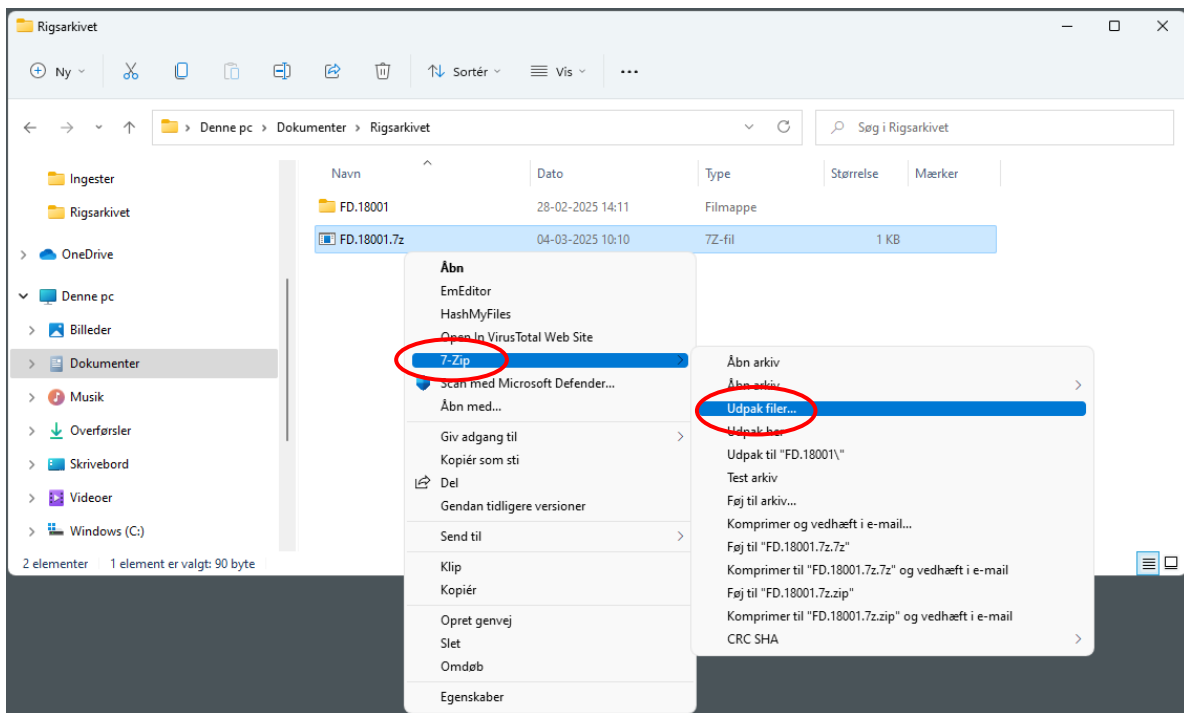 Rigsarkivet
Ny
Sortér
Vis
Denne pc > Dokumenter > Rigsarkivet
Søg i Rigsarkivet
Ingester
Rigsarkivet
OneDrive
Denne pc
Billeder
Dokumenter
Musik
Overførsler
Skrivebord
Videoer
Windows (C:)
Navn Dato Type Størrelse Mærker
FD.18001 28-02-2025 14:11 Filmappe
FD.18001.7z 04-03-2025 10:10 7Z-fil 1 KB
Åbn
EmEditor
HashMyFiles
Open In VirusTotal Web Site
7-Zip
Scan med Microsoft Defender...
Åbn med...
Giv adgang til
Kopiér som sti
Del
Gendan tidligere versioner
Send til
Klip
Kopiér
Opret genvej
Slet
Omdøb
Egenskaber
Åbn arkiv
Åbn arkiv
Udpak filer...
Udpak her
Udpak til "FD.18001\"
Test arkiv
Føj til arkiv...
Komprimer og vedhæft i e-mail...
Føj til "FD.18001.7z.7z"
Komprimer til "FD.18001.7z.7z" og vedhæft i e-mail
Føj til "FD.18001.7z.zip"
Komprimer til "FD.18001.7z.zip" og vedhæft i e-mail
CRC SHA
2 elementer 1 element er valgt: 90 byte